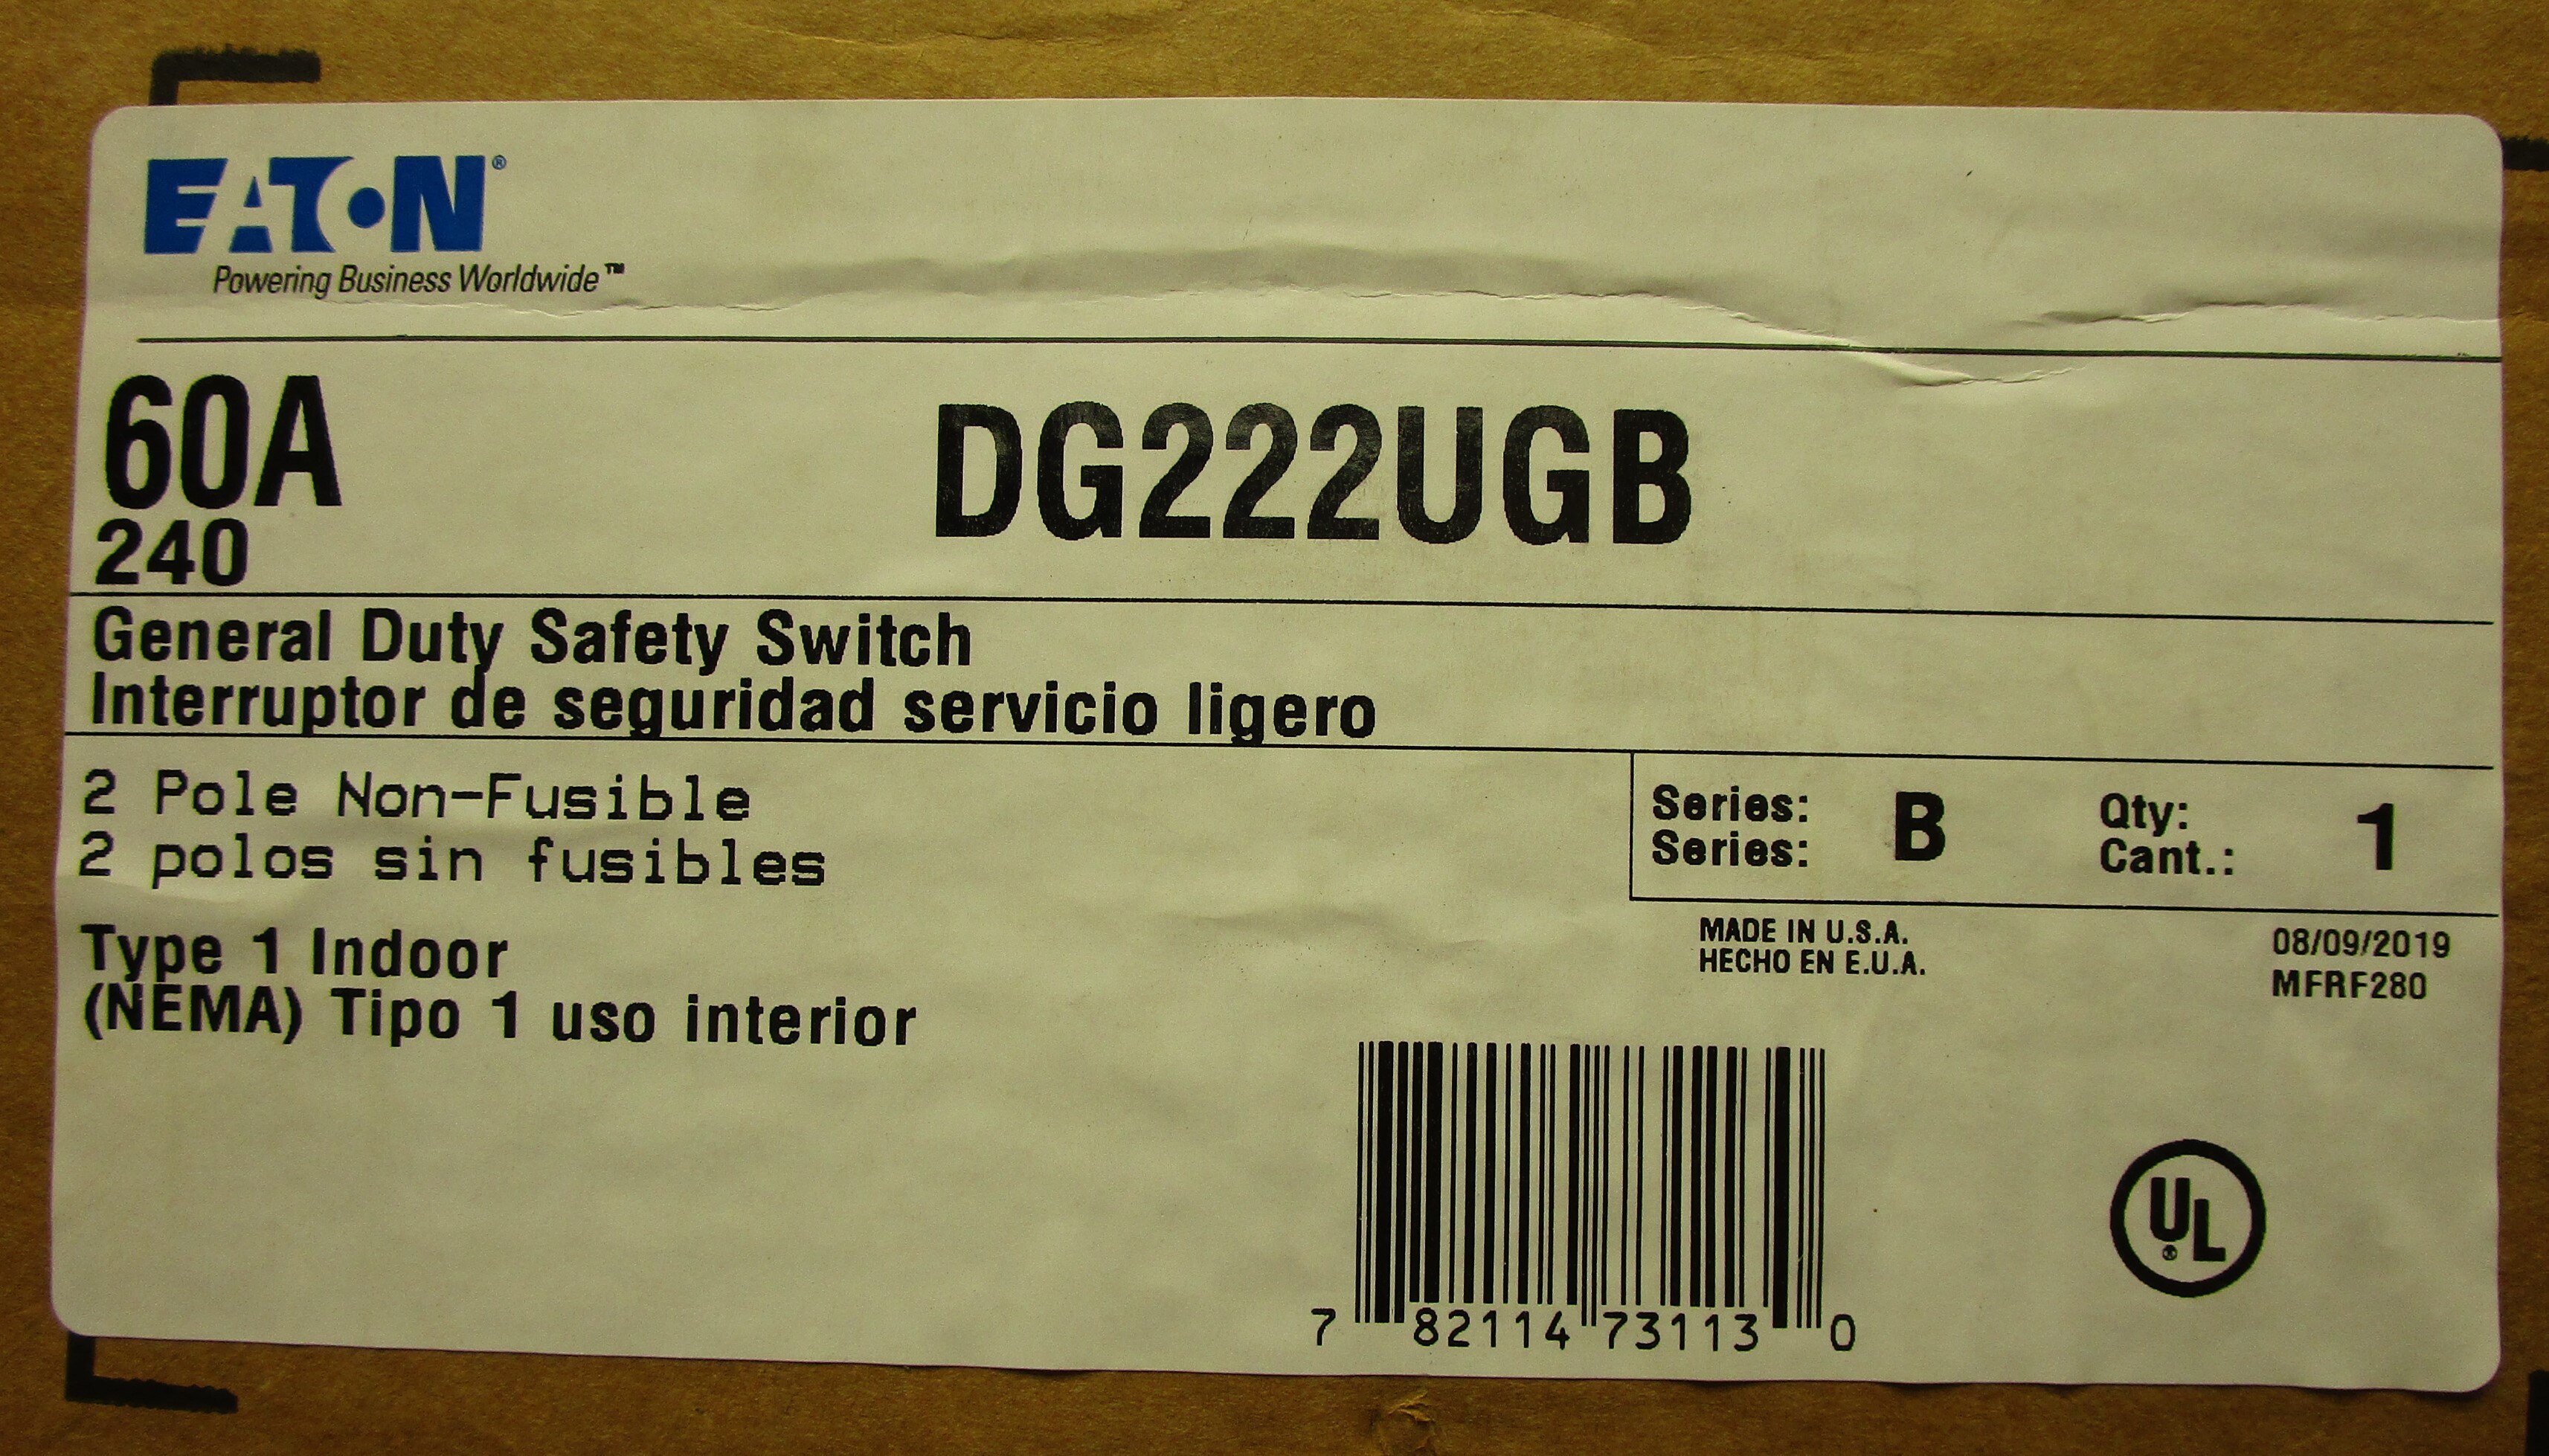 EATON®
Powering Business Worldwide™
60A
DG222UGB
240
General Duty Safety Switch
Interruptor de seguridad servicio ligero
2 Pole Non-Fusible
2 polos sin fusibles
Series: B Qty: 1
Series: Cant.:
Type 1 Indoor
(NEMA) Tipo 1 uso interior
MADE IN U.S.A.
HECHO EN E.U.A.
08/09/2019
MFRF280
7 82114 73113 0
UL®